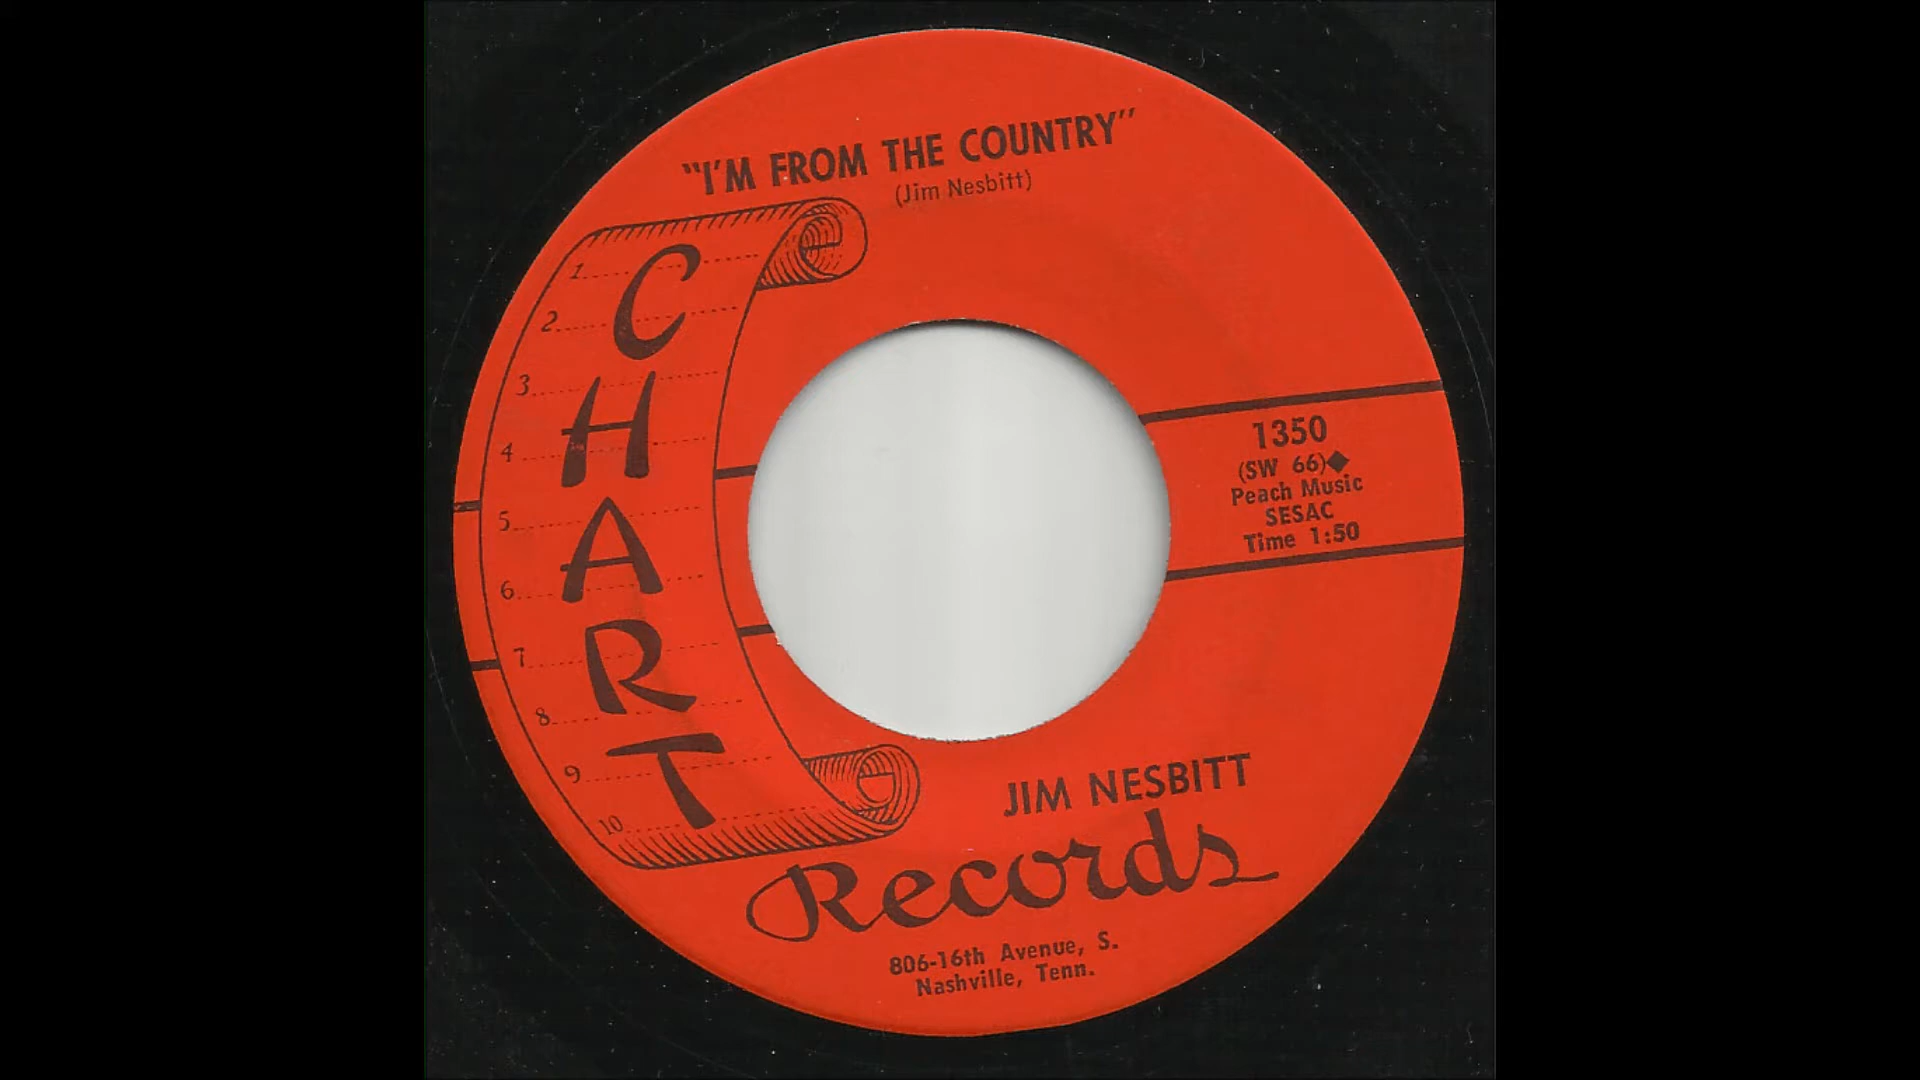 "I'M FROM THE COUNTRY"
(Jim Nesbitt)
CHART
1
2
3
4
5
6
7
8
9
10
1350
(SW 66)◆
Peach Music
SESAC
Time 1:50
JIM NESBITT
Records
806-16th Avenue, S.
Nashville, Tenn.